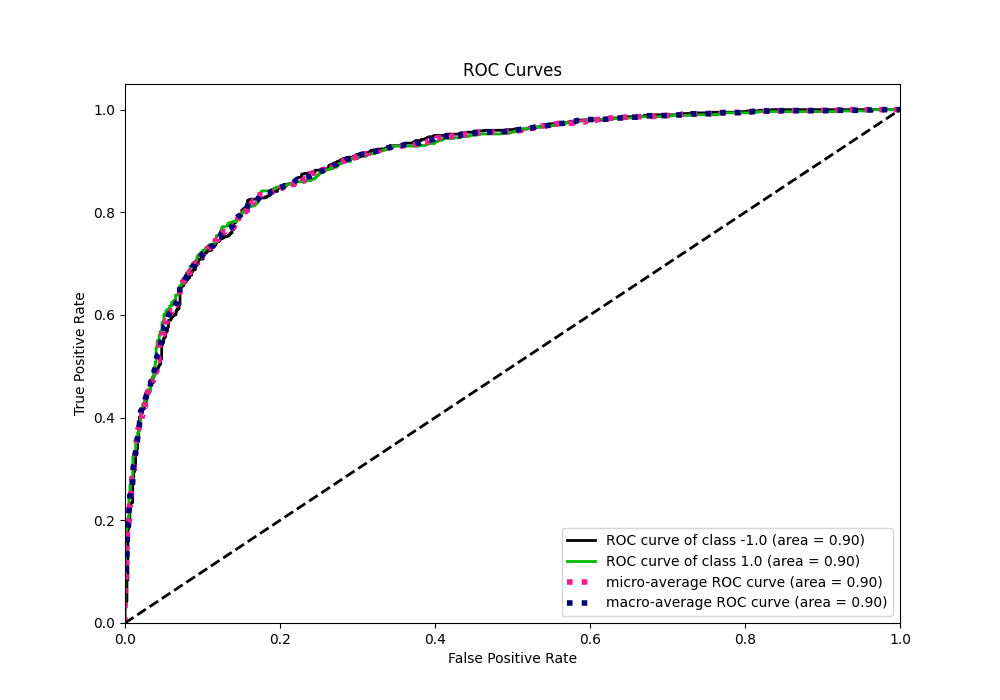 ROC Curves
True Positive Rate
1.0
0.8
0.6
0.4
0.2
0.0
ROC curve of class -1.0 (area = 0.90)
ROC curve of class 1.0 (area = 0.90)
micro-average ROC curve (area = 0.90)
macro-average ROC curve (area = 0.90)
0.0 0.2 0.4 0.6 0.8 1.0
False Positive Rate